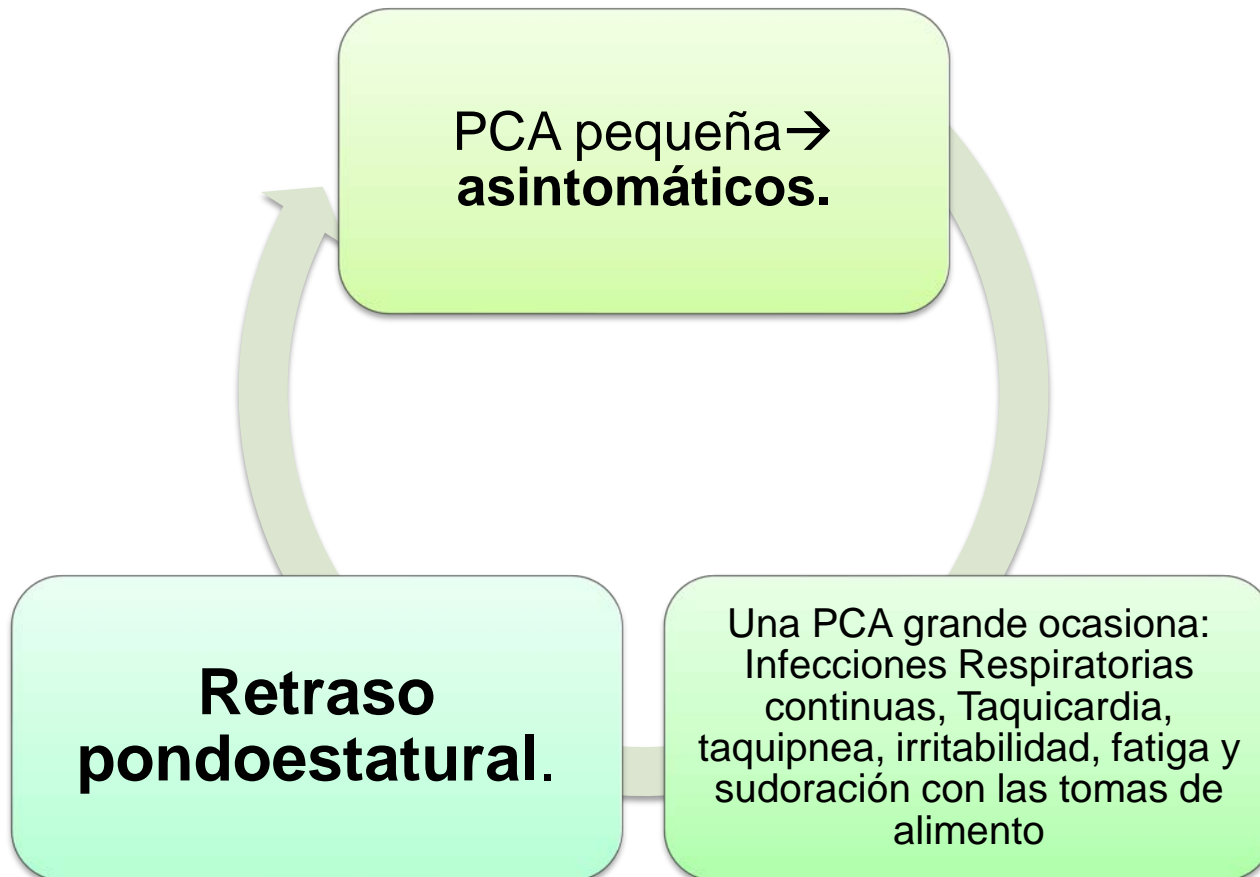 PCA pequeña→
asintomáticos.
Retraso
pondoestatural.
Una PCA grande ocasiona:
Infecciones Respiratorias
continuas, Taquicardia,
taquipnea, irritabilidad, fatiga y
sudoración con las tomas de
alimento